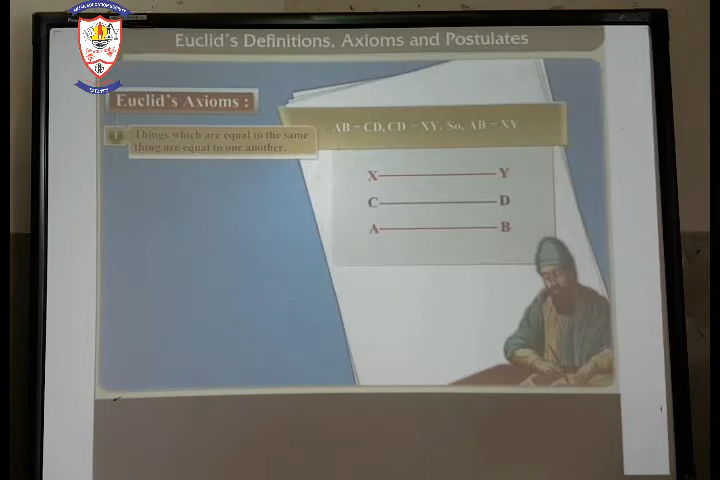 Euclid's Definitions, Axioms and Postulates
Euclid's Axioms :
1
Things which are equal to the same
thing are equal to one another.
AB = CD, CD = XY. So, AB = XY
X Y
C D
A B